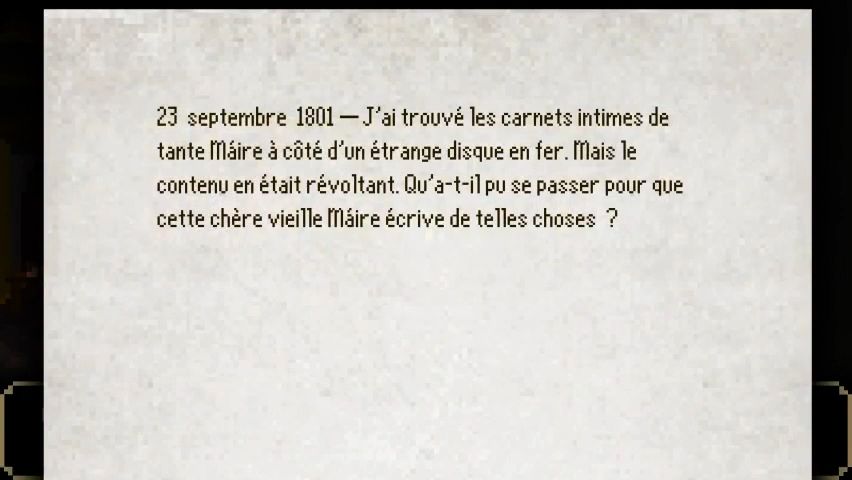 23 septembre 1801 — J'ai trouvé les carnets intimes de
tante Máire à côté d'un étrange disque en fer. Mais le
contenu en était révoltant. Qu'a-t-il pu se passer pour que
cette chère vieille Máire écrive de telles choses ?